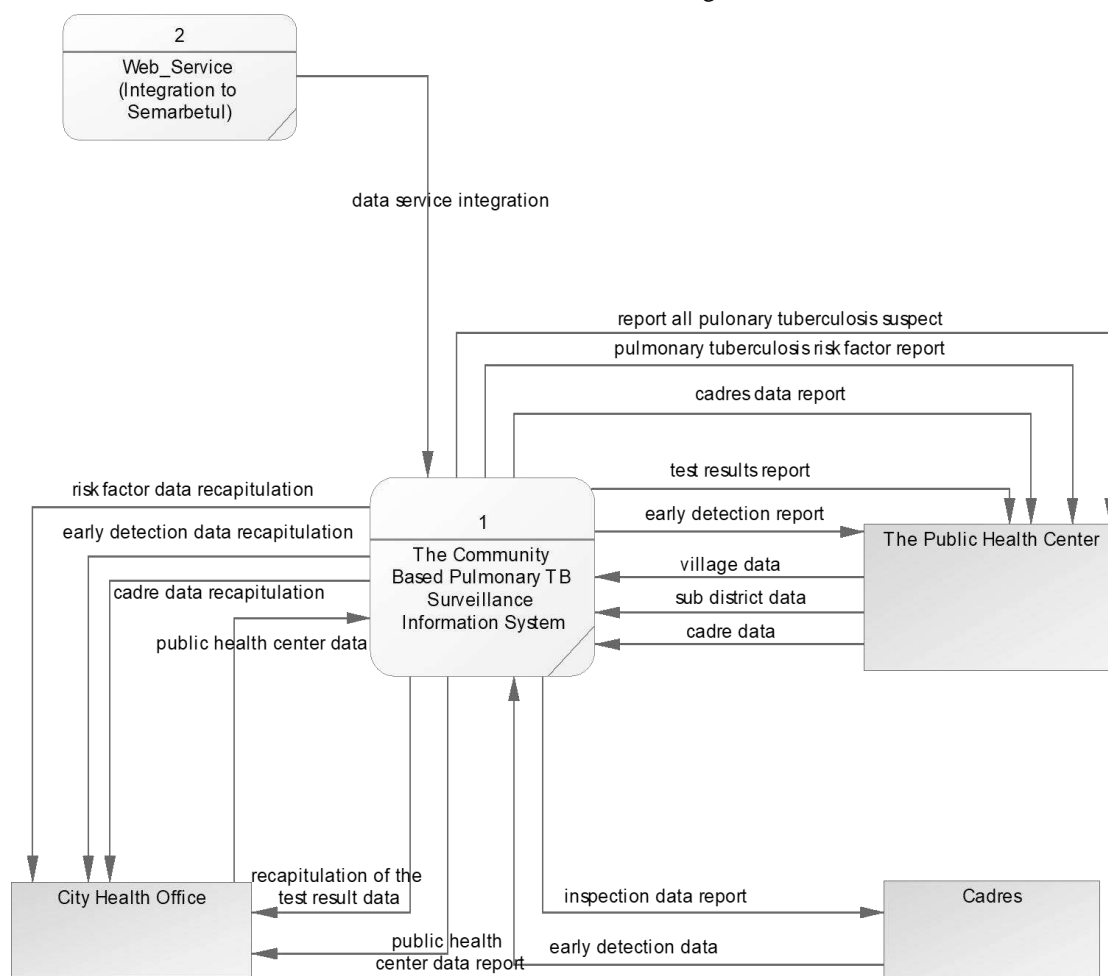 2
Web_Service
(Integration to
Semarbetul)
data service integration
report all pulonary tuberculosis suspect
pulmonary tuberculosis risk factor report
cadres data report
test results report
early detection report
risk factor data recapitulation
early detection data recapitulation
cadre data recapitulation
public health center data
1
The Community
Based Pulmonary TB
Surveillance
Information System
The Public Health Center
village data
sub district data
cadre data
City Health Office
recapitulation of the
test result data
public health
center data report
inspection data report
early detection data
Cadres